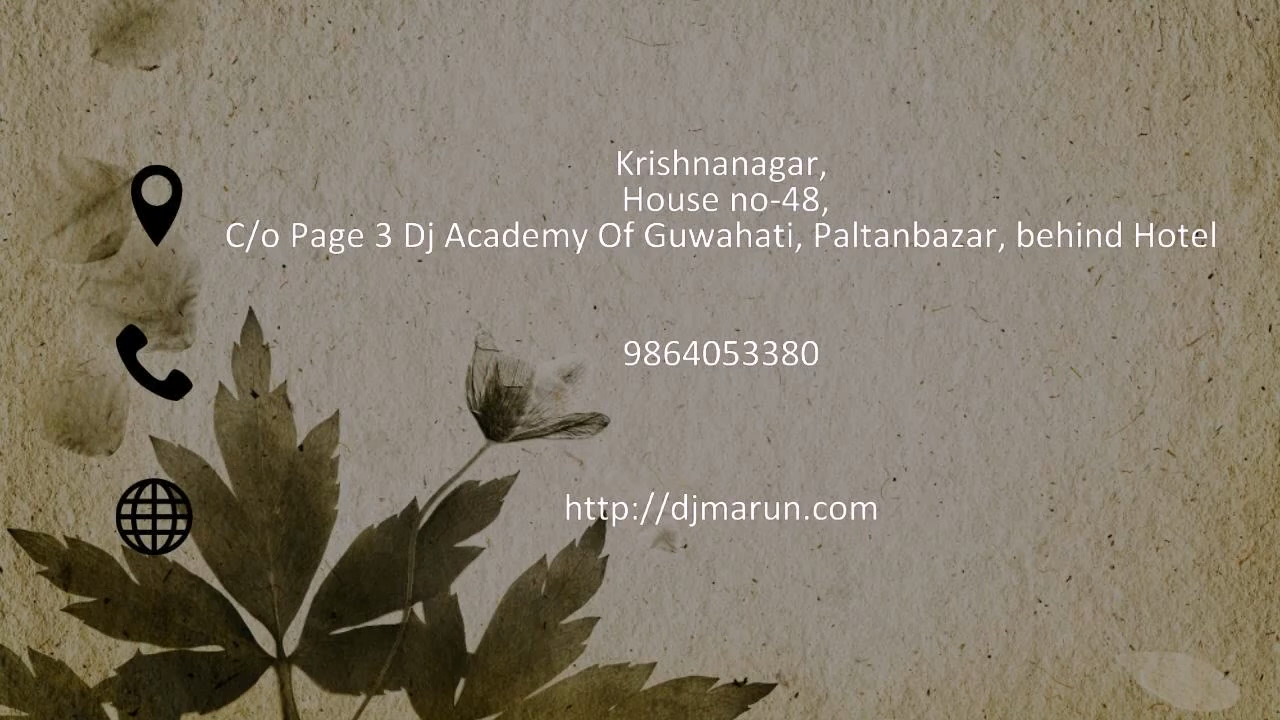 Krishnanagar,
House no-48,
C/o Page 3 Dj Academy Of Guwahati, Paltanbazar, behind Hotel
9864053380
http://djmarun.com